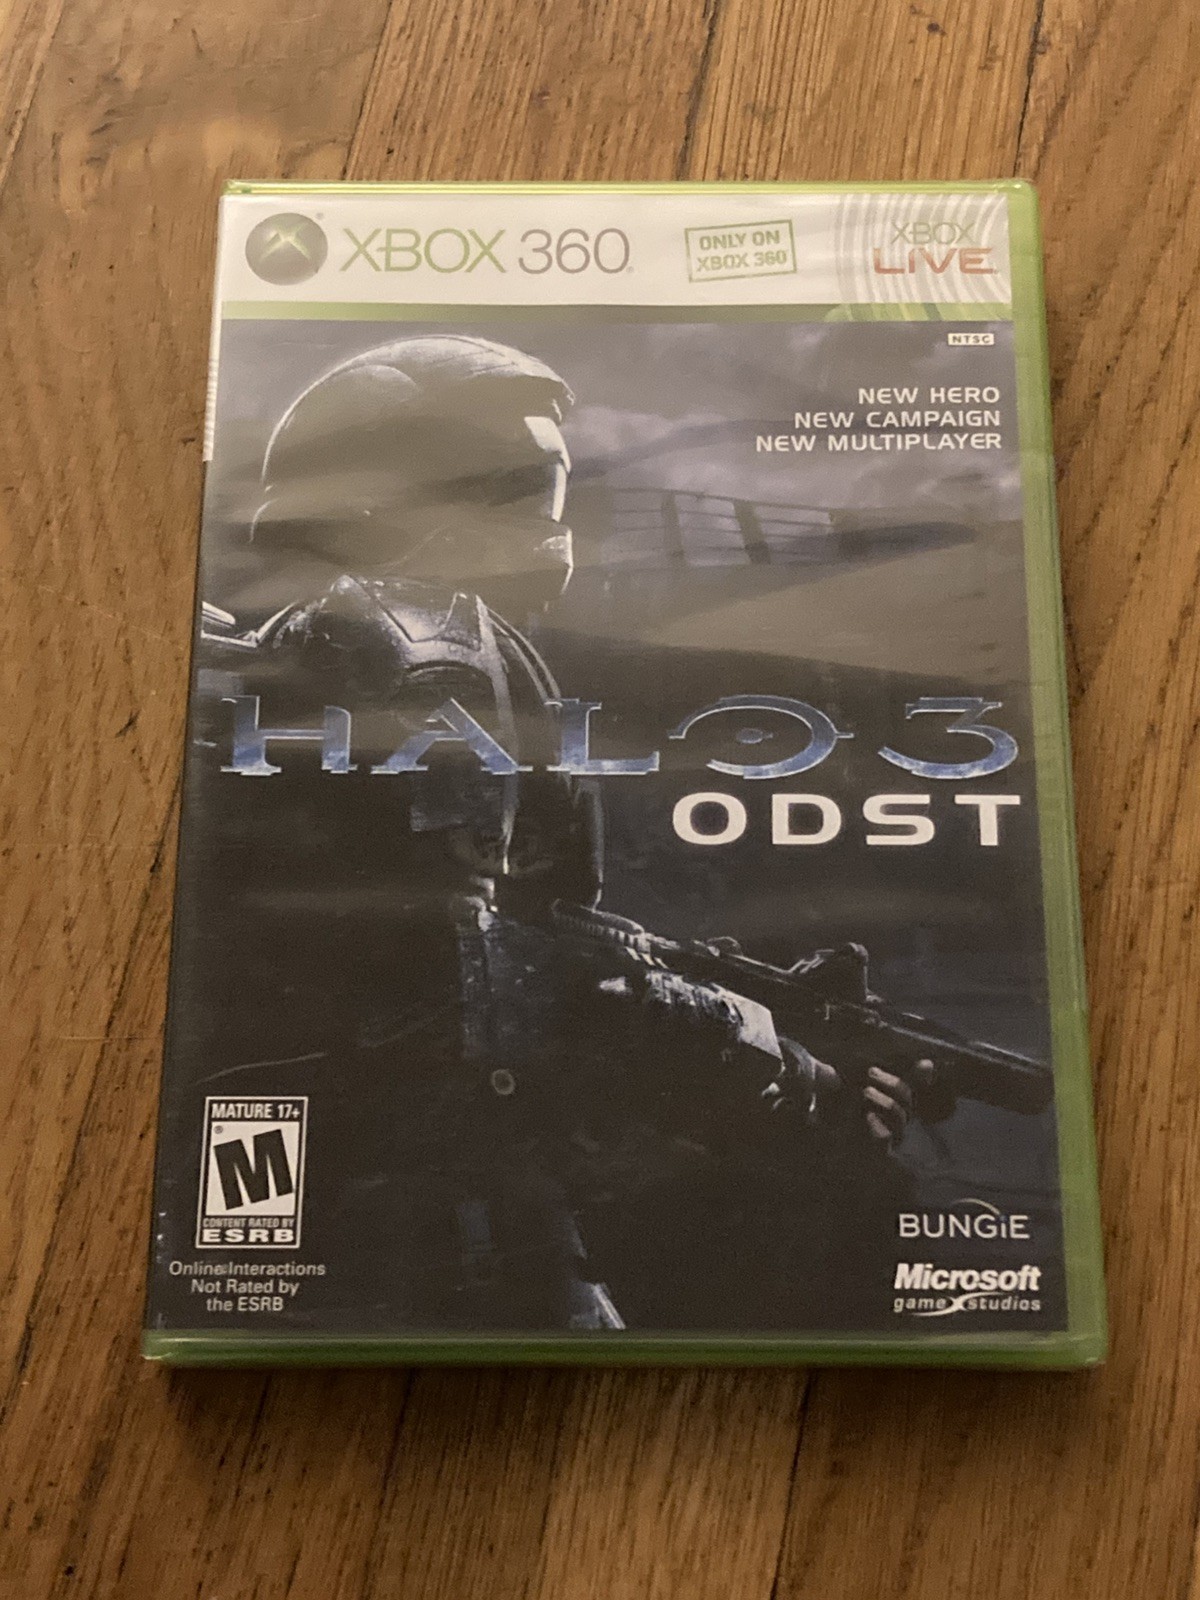 XBOX 360
ONLY ON
XBOX 360
XBOX
LIVE
NTSC
NEW HERO
NEW CAMPAIGN
NEW MULTIPLAYER
HALO 3
ODST
MATURE 17+
M
CONTENT RATED BY
ESRB
Online Interactions
Not Rated by
the ESRB
BUNGiE
Microsoft
game studios